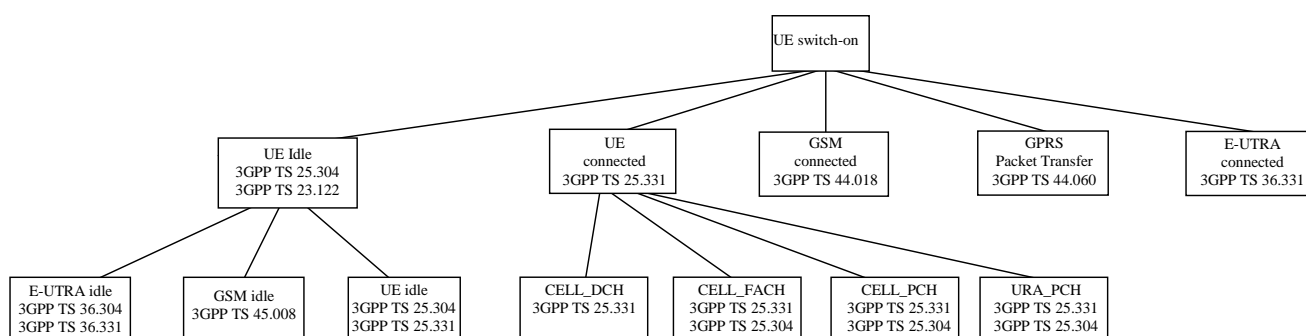 UE switch-on
UE Idle
3GPP TS 25.304
3GPP TS 23.122
UE
connected
3GPP TS 25.331
GSM
connected
3GPP TS 44.018
GPRS
Packet Transfer
3GPP TS 44.060
E-UTRA
connected
3GPP TS 36.331
E-UTRA idle
3GPP TS 36.304
3GPP TS 36.331
GSM idle
3GPP TS 45.008
UE idle
3GPP TS 25.304
3GPP TS 25.331
CELL_DCH
3GPP TS 25.331
CELL_FACH
3GPP TS 25.331
3GPP TS 25.304
CELL_PCH
3GPP TS 25.331
3GPP TS 25.304
URA_PCH
3GPP TS 25.331
3GPP TS 25.304